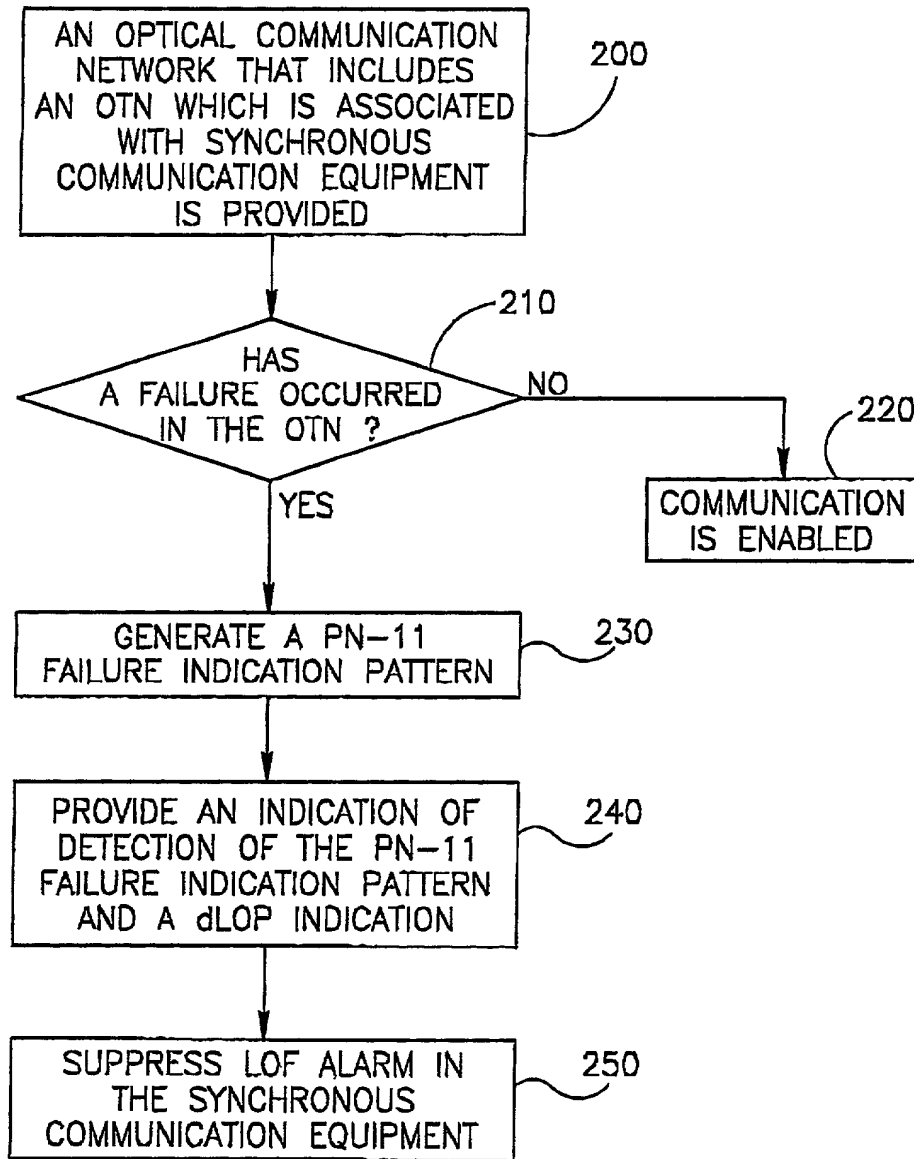 AN OPTICAL COMMUNICATION
NETWORK THAT INCLUDES
AN OTN WHICH IS ASSOCIATED
WITH SYNCHRONOUS
COMMUNICATION EQUIPMENT
IS PROVIDED
200
210
HAS
A FAILURE OCCURRED
IN THE OTN ?
NO
220
COMMUNICATION
IS ENABLED
YES
GENERATE A PN-11
FAILURE INDICATION PATTERN
230
PROVIDE AN INDICATION OF
DETECTION OF THE PN-11
FAILURE INDICATION PATTERN
AND A dLOP INDICATION
240
SUPPRESS LOF ALARM IN
THE SYNCHRONOUS
COMMUNICATION EQUIPMENT
250